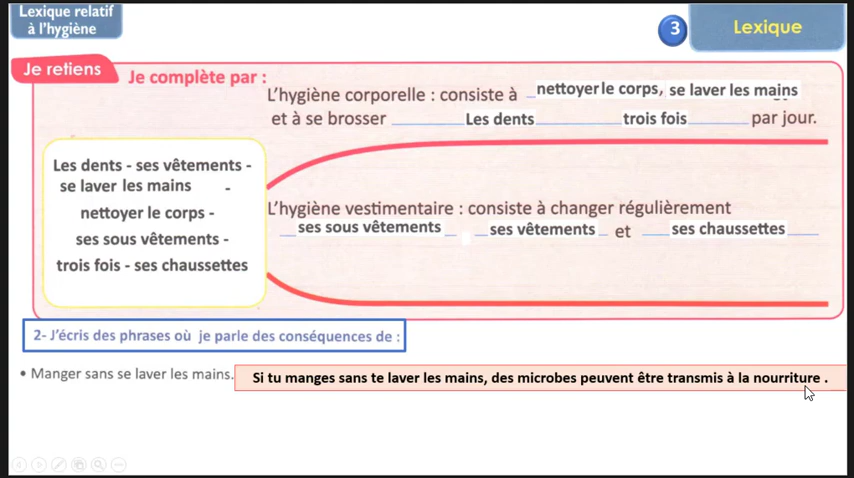 Lexique relatif
à l'hygiène
3
Lexique
Je retiens
Je complète par :
L'hygiène corporelle : consiste à nettoyer le corps, se laver les mains
et à se brosser Les dents trois fois par jour.
Les dents - ses vêtements -
se laver les mains -
nettoyer le corps -
ses sous vêtements -
trois fois - ses chaussettes
L'hygiène vestimentaire : consiste à changer régulièrement
ses sous vêtements ses vêtements et ses chaussettes
2- J'écris des phrases où je parle des conséquences de :
• Manger sans se laver les mains. Si tu manges sans te laver les mains, des microbes peuvent être transmis à la nourriture .